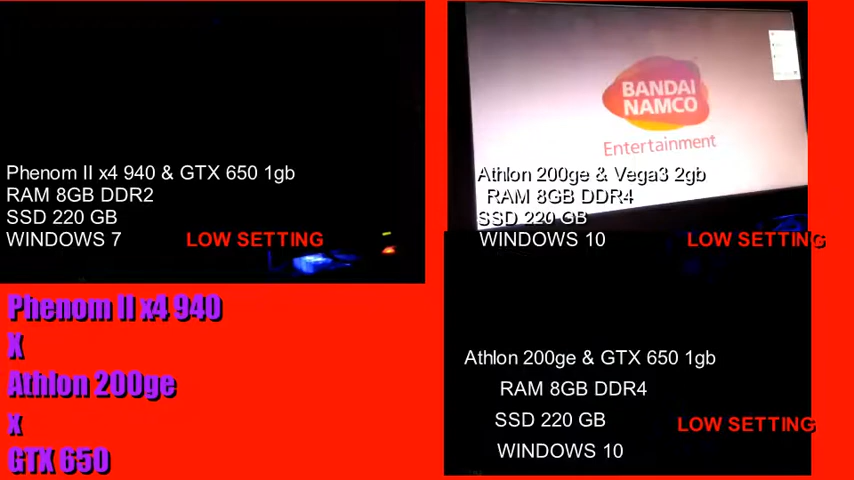 Phenom II x4 940 & GTX 650 1gb
RAM 8GB DDR2
SSD 220 GB
WINDOWS 7
LOW SETTING
BANDAI
NAMCO
Entertainment
Athlon 200ge & Vega3 2gb
RAM 8GB DDR4
SSD 220 GB
WINDOWS 10
LOW SETTING
Phenom II x4 940
X
Athlon 200ge
x
GTX 650
Athlon 200ge & GTX 650 1gb
RAM 8GB DDR4
SSD 220 GB
WINDOWS 10
LOW SETTING